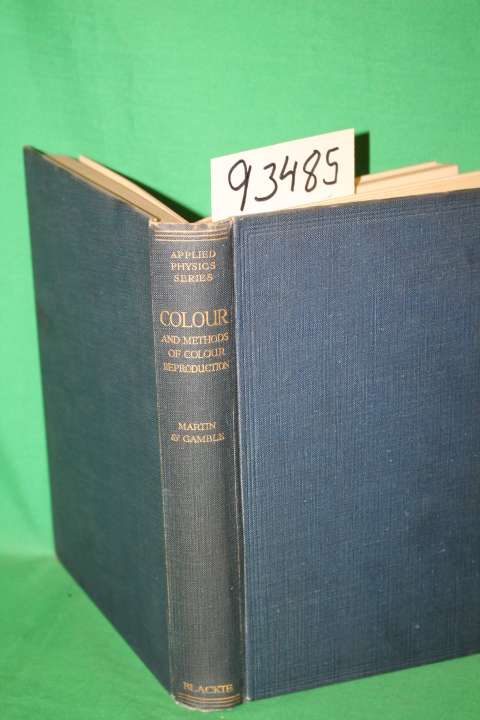 93485
APPLIED
PHYSICS
SERIES
COLOUR
AND METHODS
OF COLOUR
REPRODUCTION
MARTIN
& GAMBLE
BLACKIE